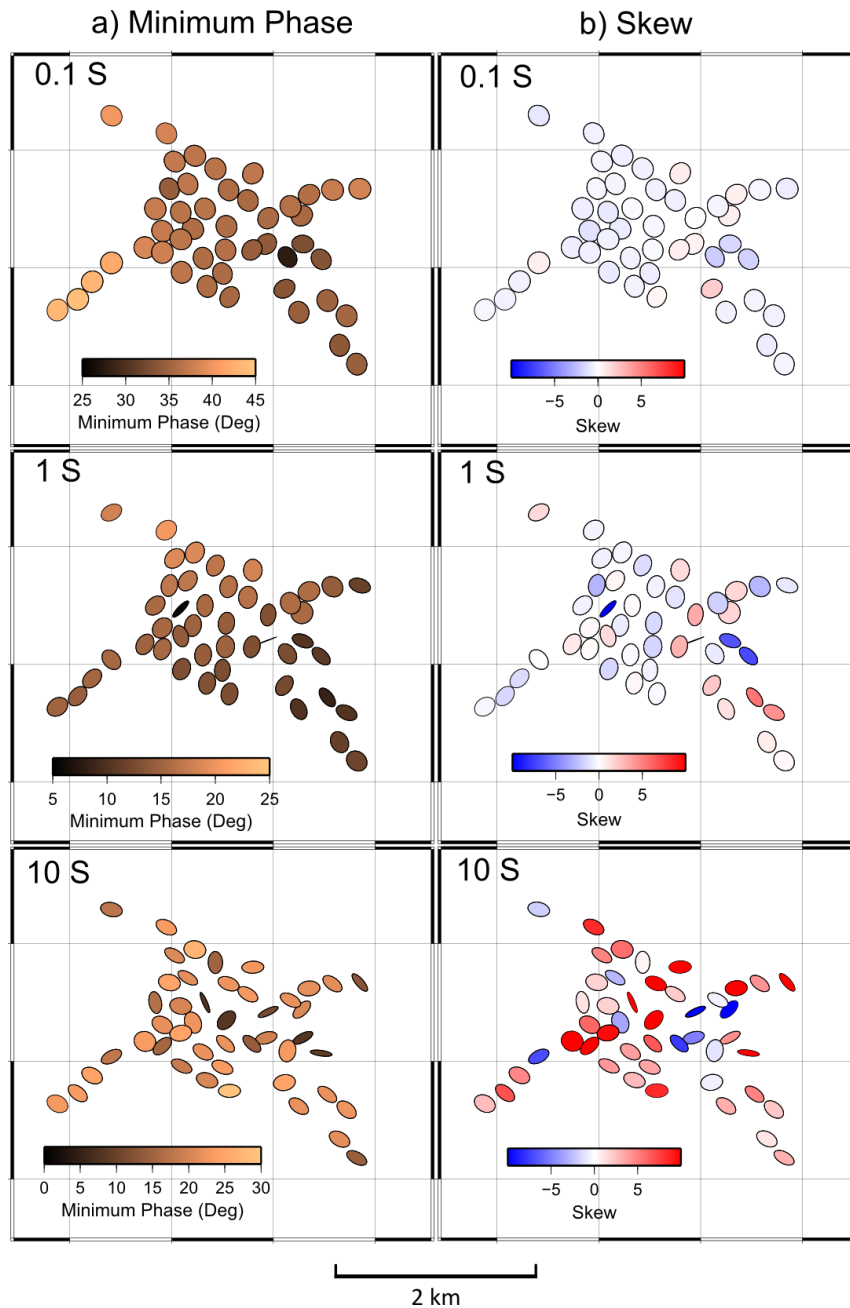 a) Minimum Phase
b) Skew
0.1 S
0.1 S
25 30 35 40 45
Minimum Phase (Deg)
−5 0 5
Skew
1 S
1 S
5 10 15 20 25
Minimum Phase (Deg)
−5 0 5
Skew
10 S
10 S
0 5 10 15 20 25 30
Minimum Phase (Deg)
−5 0 5
Skew
2 km